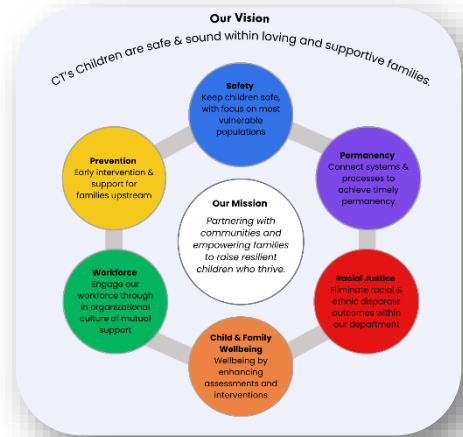 Our Vision
CT's Children are safe & sound within loving and supportive families.
Safety
Keep children safe,
with focus on most
vulnerable
populations
Prevention
Early intervention &
support for
families upstream
Permanency
Connect systems &
processes to
achieve timely
permanency
Our Mission
Partnering with
communities and
empowering families
to raise resilient
children who thrive.
Workforce
Engage our
workforce through
in organizational
culture of mutual
support
Racial Justice
Eliminate racial &
ethnic disparate
outcomes within
our department
Child & Family
Wellbeing
Wellbeing by
enhancing
assessments and
interventions